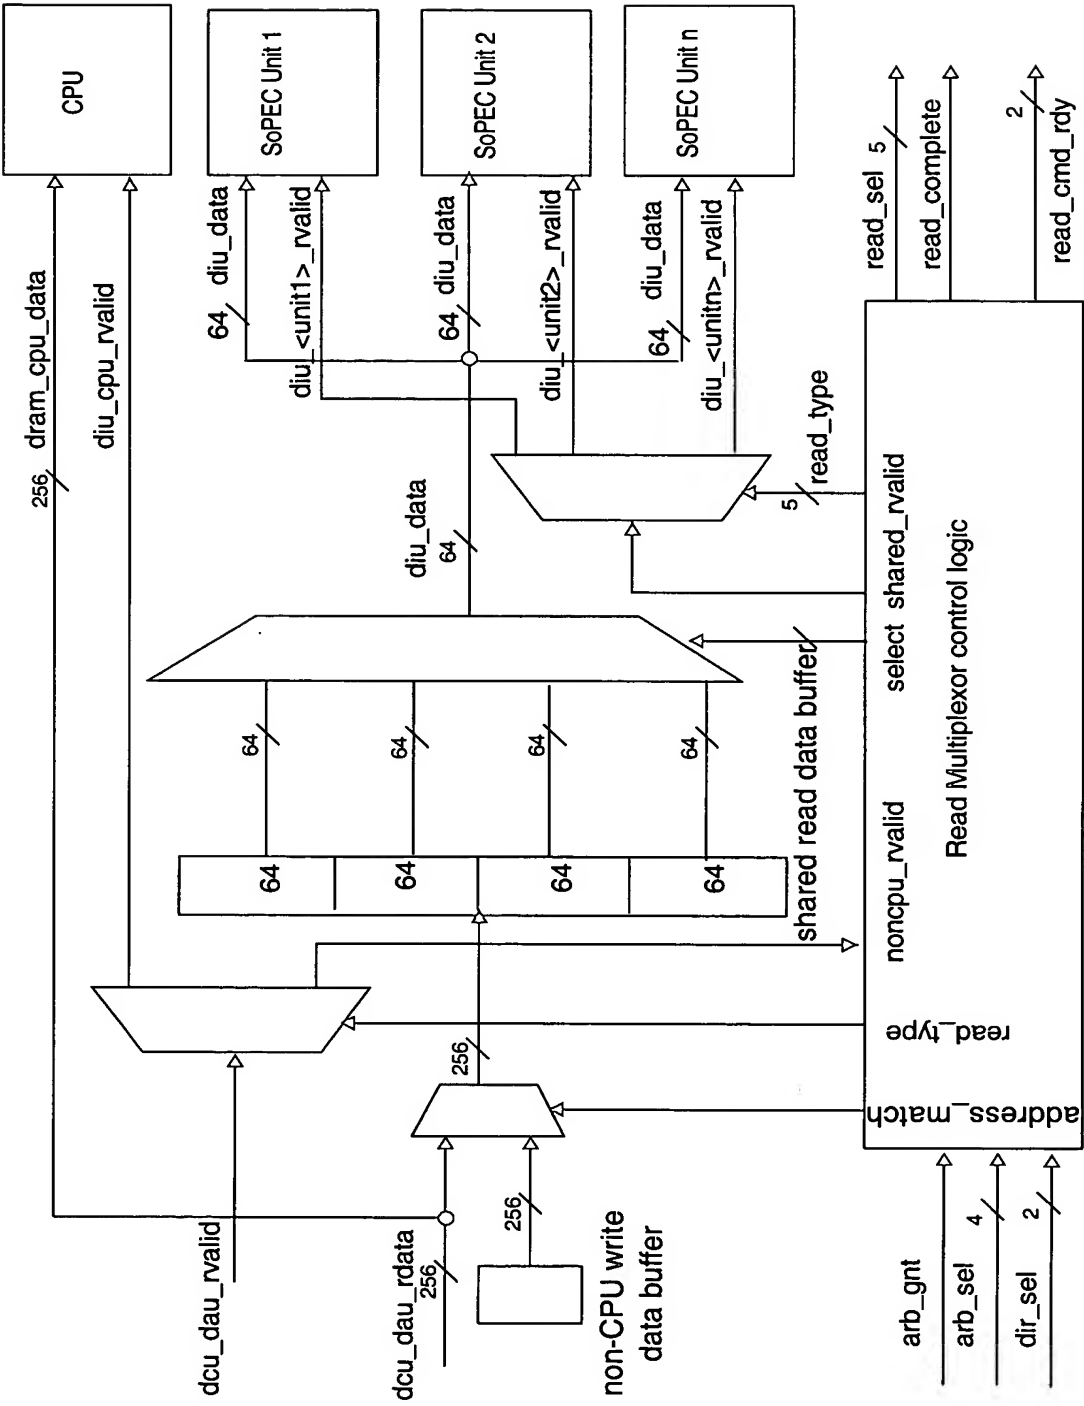 CPU
SoPEC Unit 1
SoPEC Unit 2
SoPEC Unit n
dram_cpu_data
256
diu_cpu_rvalid
64
diu_data
diu_<unit1>_rvalid
64
diu_data
diu_<unit2>_rvalid
64
diu_data
diu_<unitn>_rvalid
read_sel
5
read_complete
2
read_cmd_rdy
diu_data
64
5
read_type
64
64
64
64
64
64
64
64
shared read data buffer
select
shared_rvalid
Read Multiplexor control logic
noncpu_rvalid
read_type
address_match
256
dcu_dau_rvalid
dcu_dau_rdata
256
256
non-CPU write
data buffer
arb_gnt
arb_sel
4
dir_sel
2